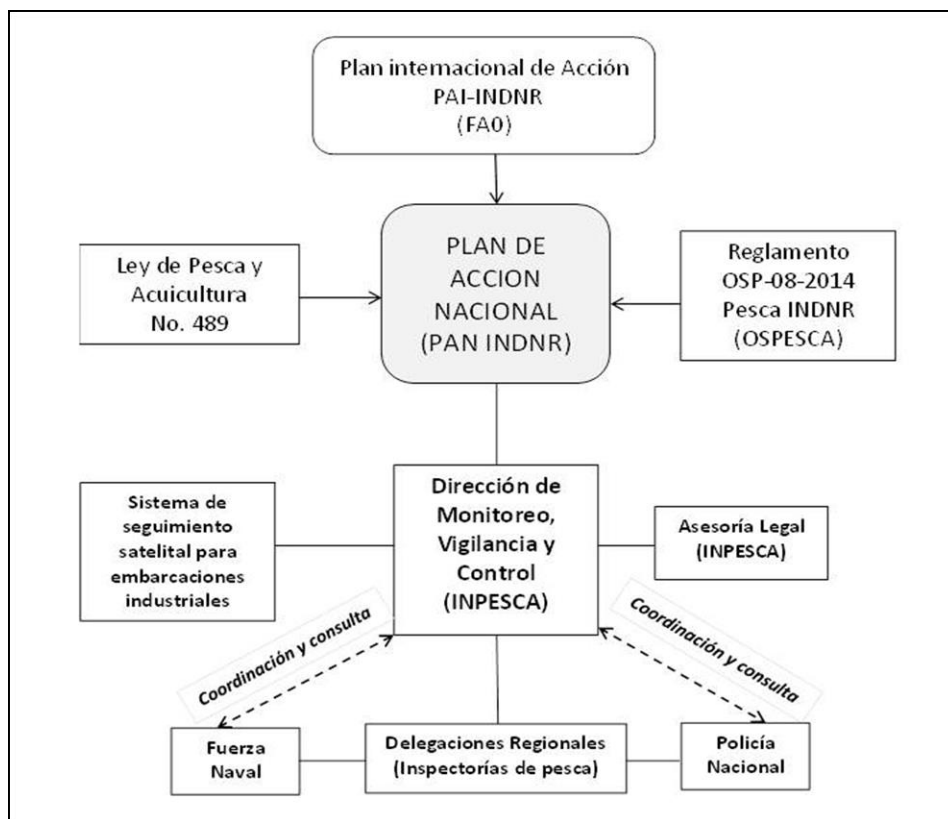 Plan internacional de Acción
PAI-INDNR
(FA0)
PLAN DE
ACCION
NACIONAL
(PAN INDNR)
Ley de Pesca y
Acuicultura
No. 489
Reglamento
OSP-08-2014
Pesca INDNR
(OSPESCA)
Sistema de
seguimiento
satelital para
embarcaciones
industriales
Dirección de
Monitoreo,
Vigilancia y
Control
(INPESCA)
Asesoría Legal
(INPESCA)
Coordinación y consulta
Coordinación y consulta
Fuerza
Naval
Delegaciones Regionales
(Inspectorías de pesca)
Policía
Nacional